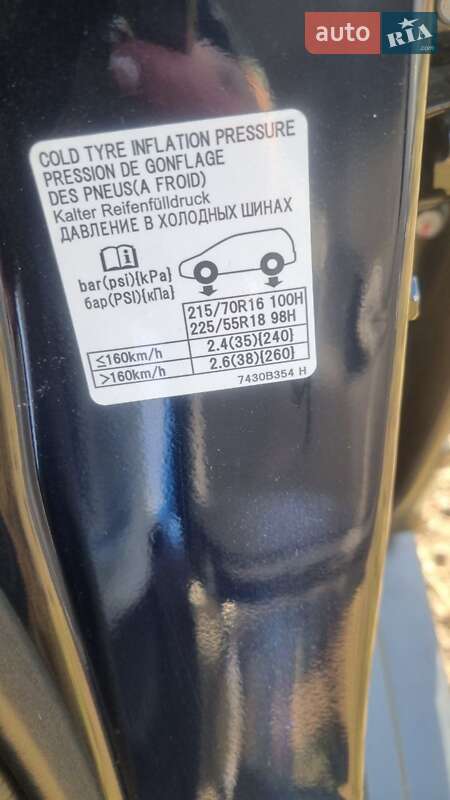 auto RIA .com
COLD TYRE INFLATION PRESSURE
PRESSION DE GONFLAGE
DES PNEUS(A FROID)
Kalter Reifenfülldruck
ДАВЛЕНИЕ В ХОЛОДНЫХ ШИНАХ
bar(psi){kPa}
бар(PSI){кПа}
215/70R16 100H
225/55R18 98H
≤160km/h 2.4(35){240}
>160km/h 2.6(38){260}
7430B354 H